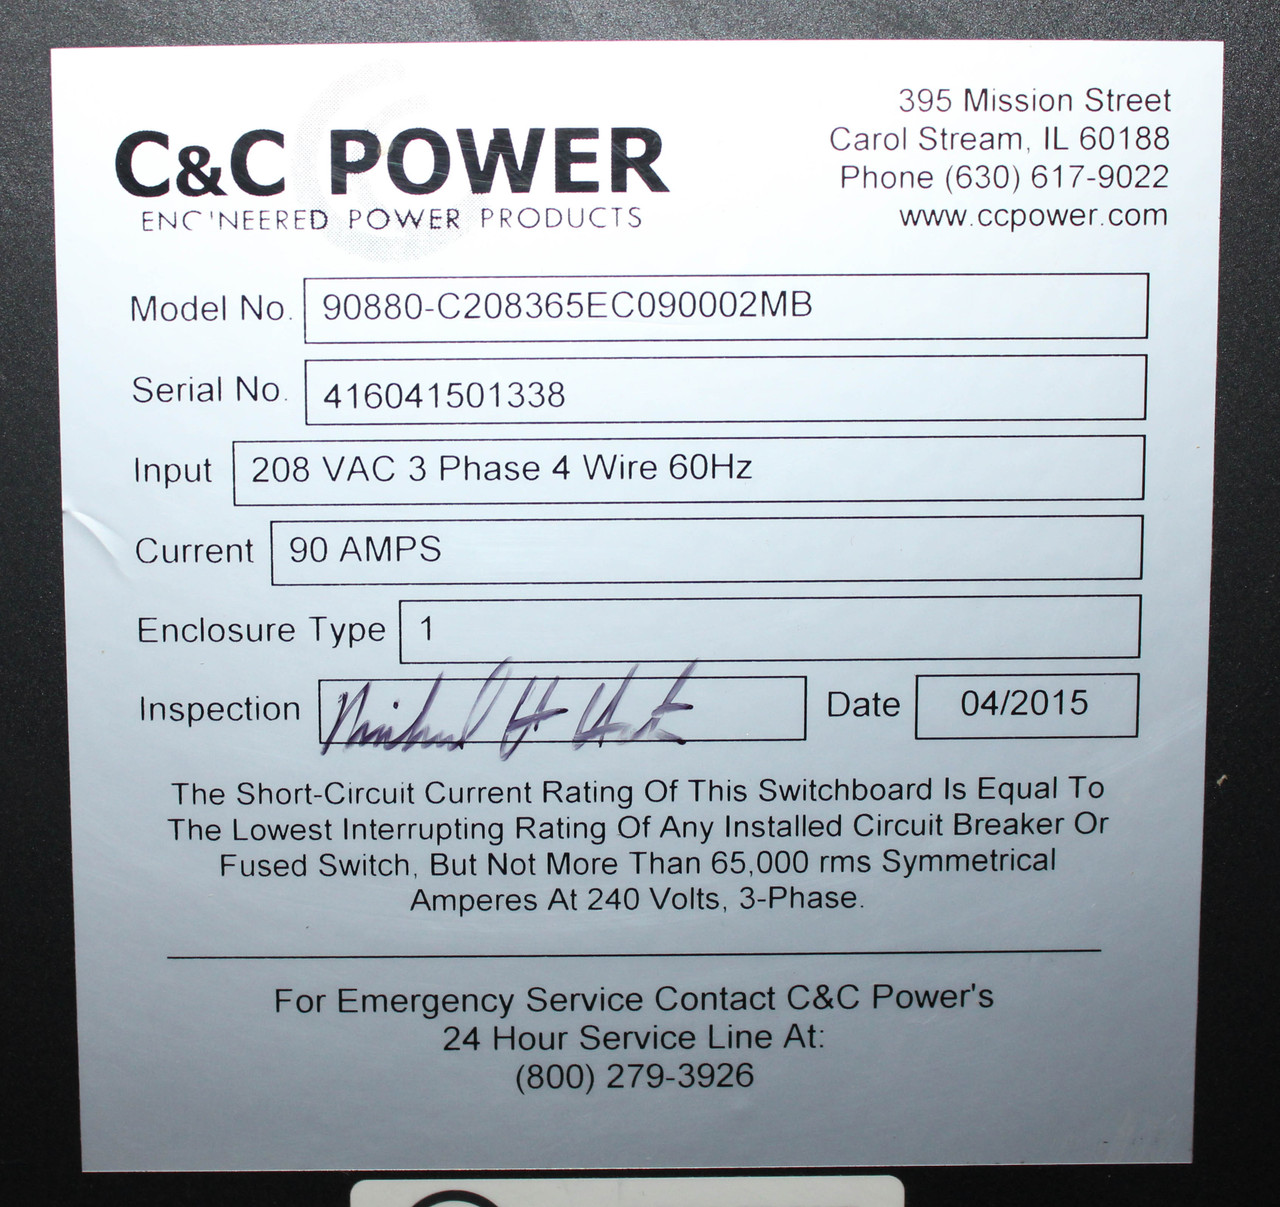 C&C POWER
ENGINEERED POWER PRODUCTS
395 Mission Street
Carol Stream, IL 60188
Phone (630) 617-9022
www.ccpower.com
Model No. 90880-C208365EC090002MB
Serial No. 416041501338
Input 208 VAC 3 Phase 4 Wire 60Hz
Current 90 AMPS
Enclosure Type 1
Inspection Date 04/2015
The Short-Circuit Current Rating Of This Switchboard Is Equal To
The Lowest Interrupting Rating Of Any Installed Circuit Breaker Or
Fused Switch, But Not More Than 65,000 rms Symmetrical
Amperes At 240 Volts, 3-Phase.
For Emergency Service Contact C&C Power's
24 Hour Service Line At:
(800) 279-3926